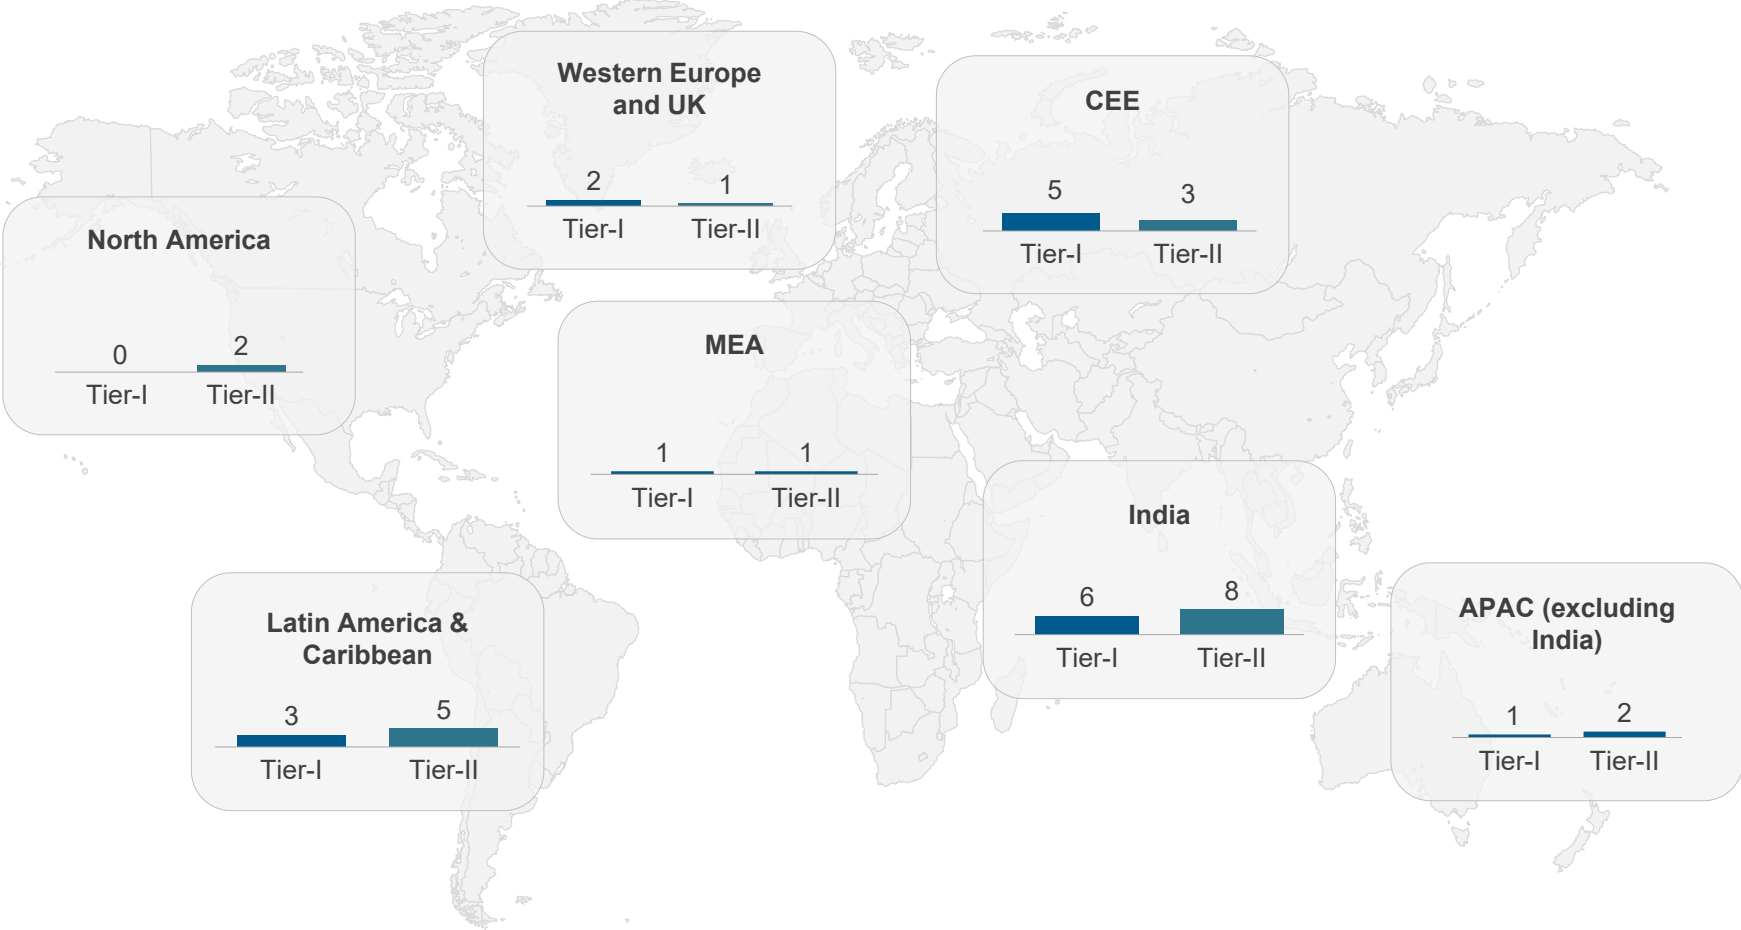 Western Europe
and UK
2
1
Tier-I
Tier-II
CEE
5
3
Tier-I
Tier-II
North America
0
2
Tier-I
Tier-II
MEA
1
1
Tier-I
Tier-II
India
6
8
Tier-I
Tier-II
Latin America &
Caribbean
3
5
Tier-I
Tier-II
APAC (excluding
India)
1
2
Tier-I
Tier-II